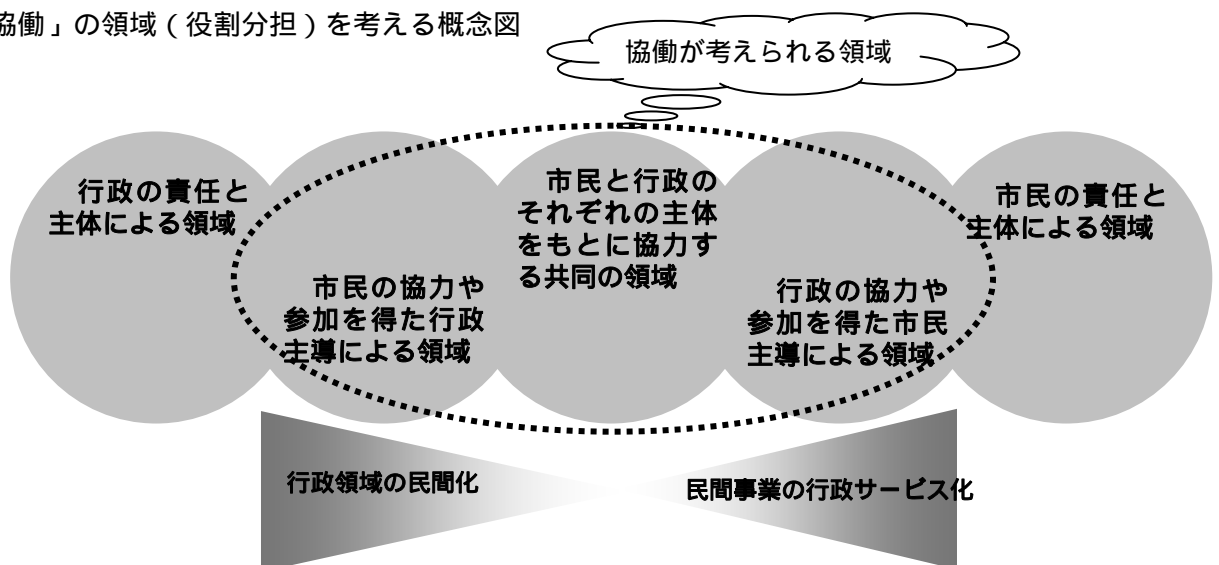 協働」の領域（役割分担）を考える概念図
協働が考えられる領域
行政の責任と
主体による領域
市民の協力や
参加を得た行政
主導による領域
市民と行政の
それぞれの主体
をもとに協力す
る共同の領域
行政の協力や
参加を得た市民
主導による領域
市民の責任と
主体による領域
行政領域の民間化
民間事業の行政サービス化